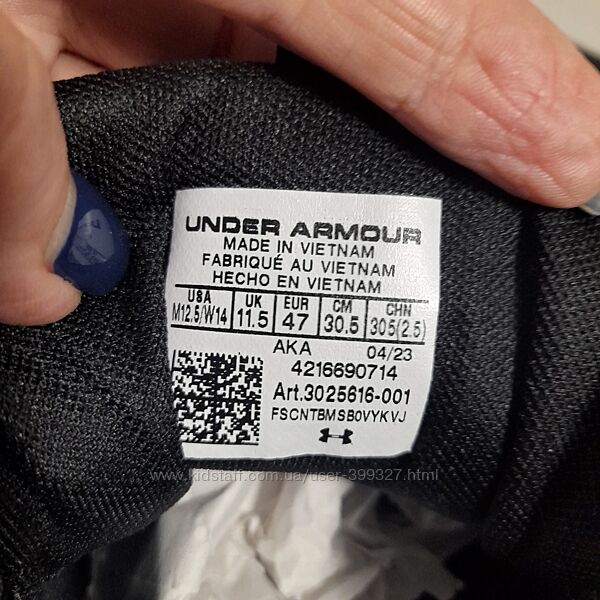 UNDER ARMOUR
MADE IN VIETNAM
FABRIQUÉ AU VIETNAM
HECHO EN VIETNAM
USA UK EUR CM CHN
M12.5/W14 11.5 47 30.5 305(2.5)
AKA 04/23
4216690714
Art.3025616-001
FSCNTBMSB0VYKVJ
www.kidstaff.com.ua/user-399327.html